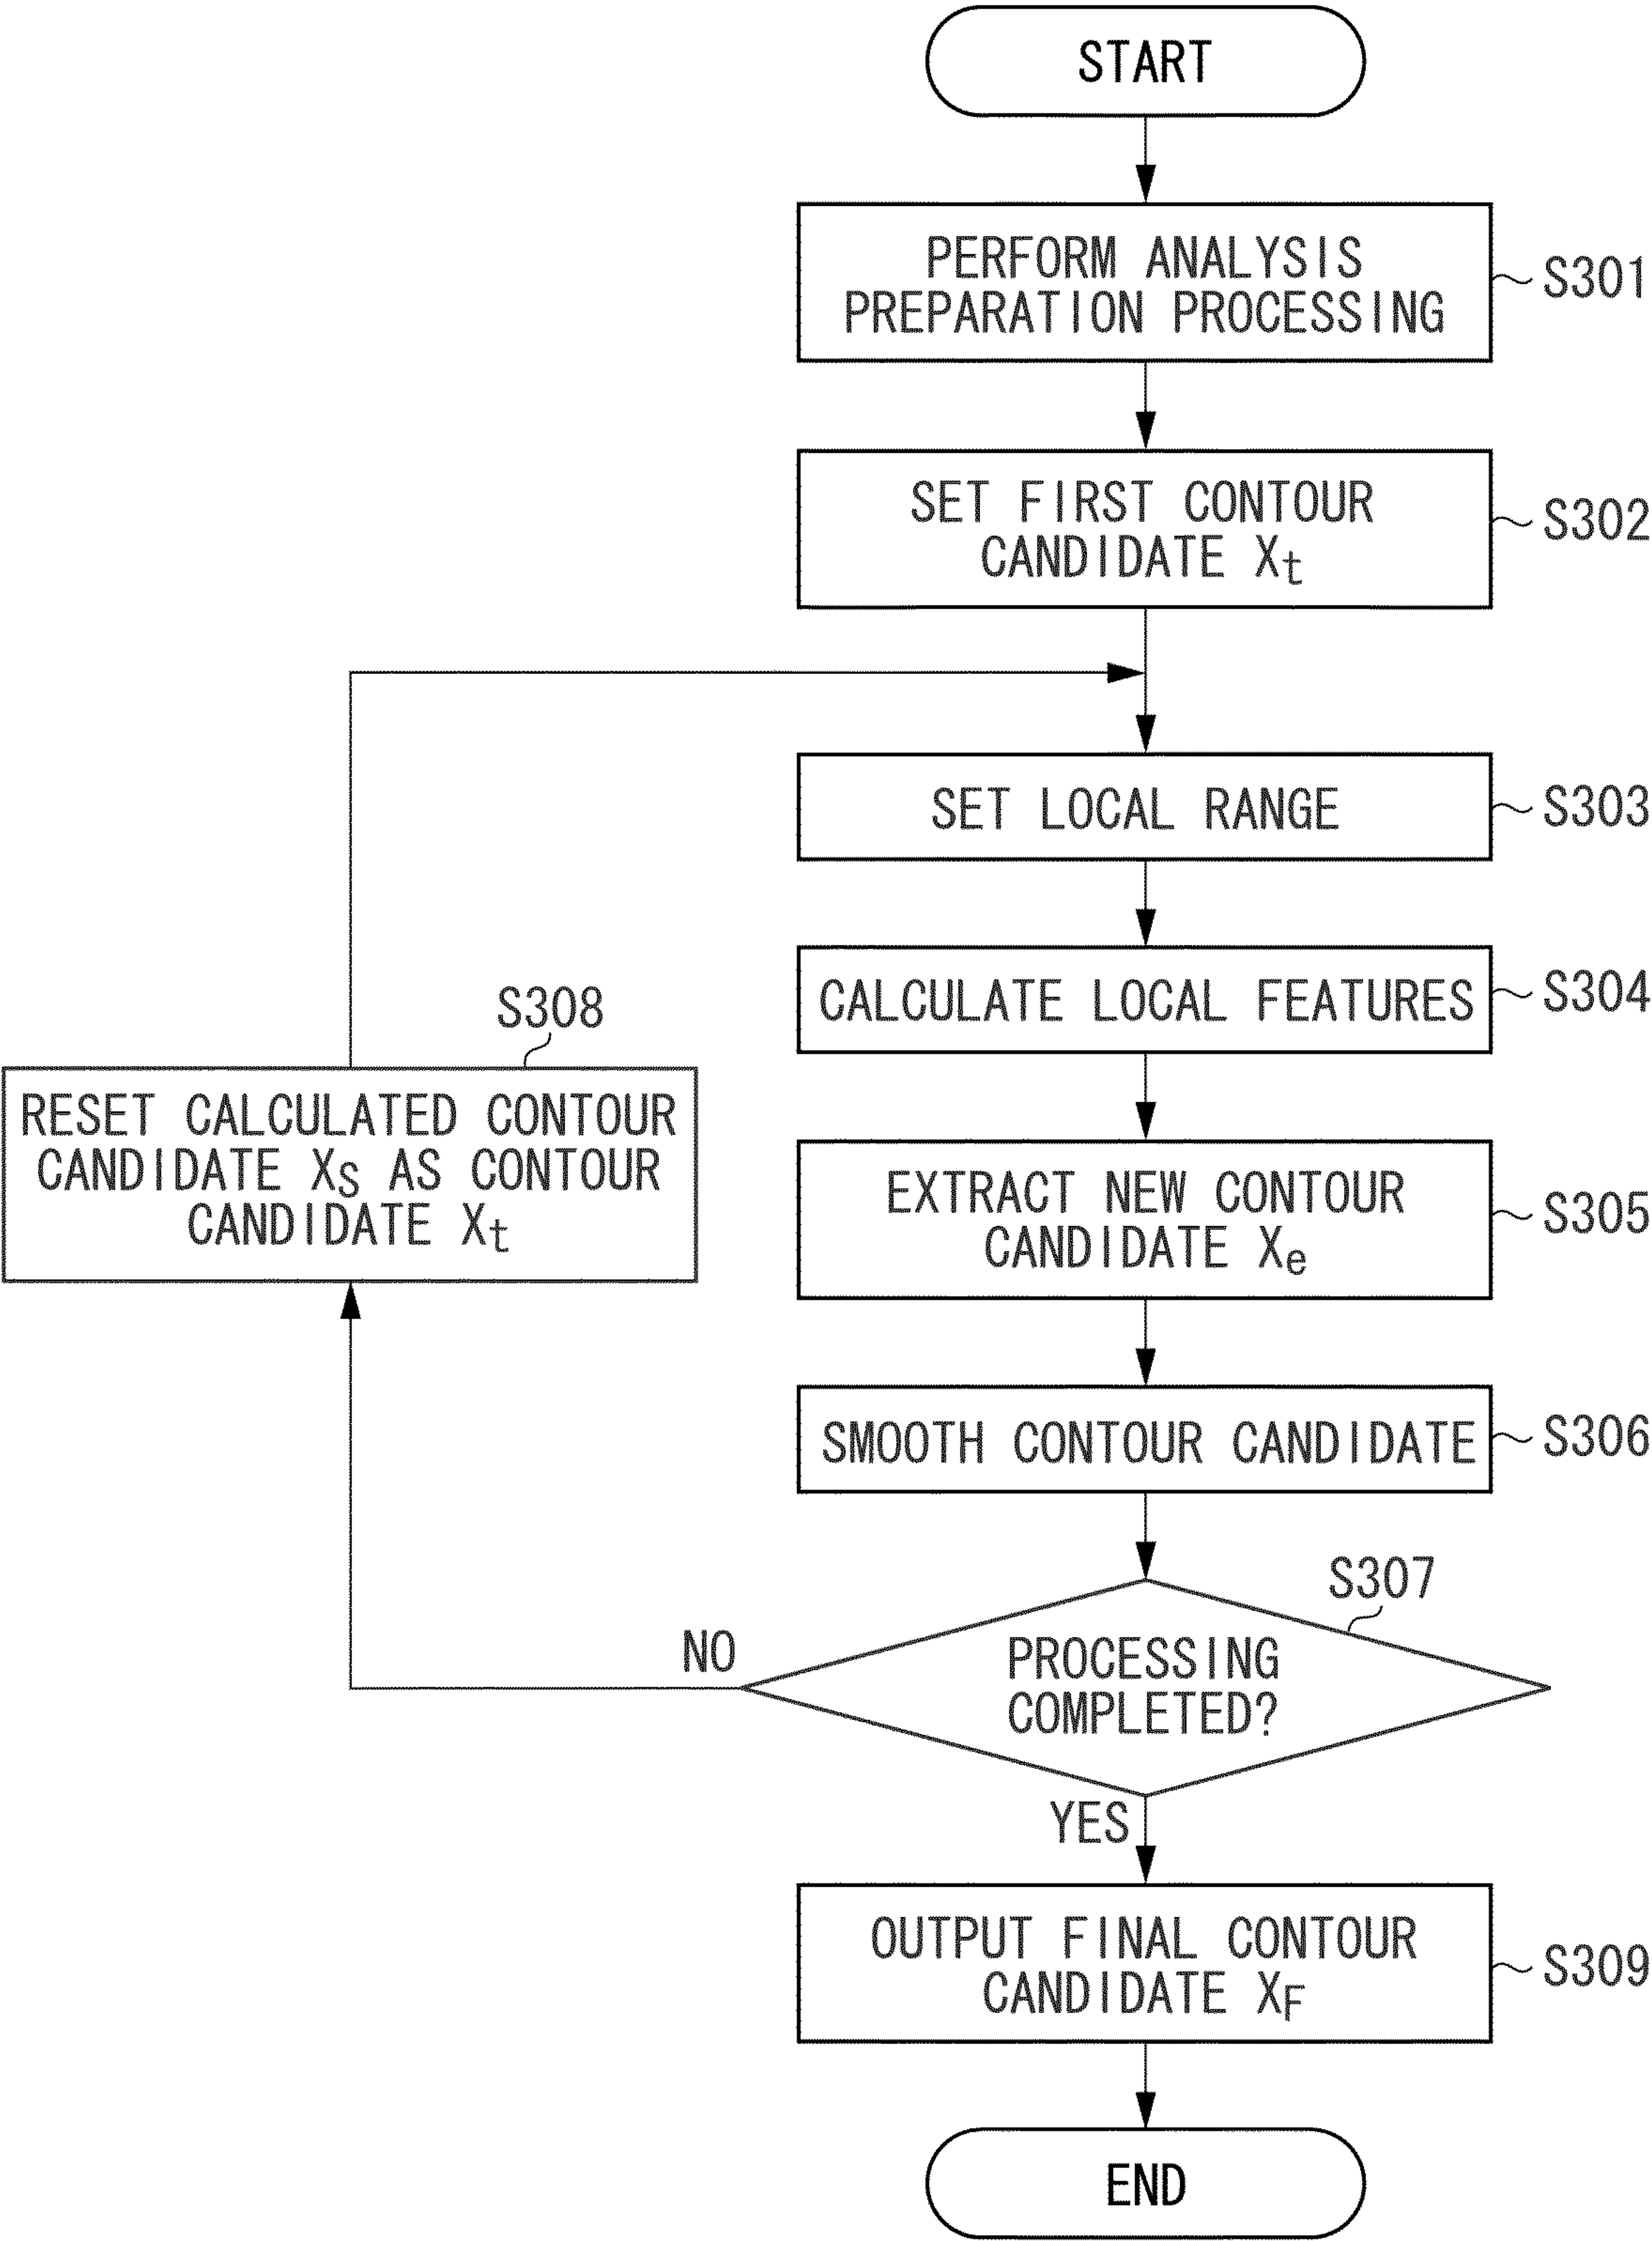 START
PERFORM ANALYSIS
PREPARATION PROCESSING
S301
SET FIRST CONTOUR
CANDIDATE Xt
S302
SET LOCAL RANGE
S303
CALCULATE LOCAL FEATURES
S304
S308
RESET CALCULATED CONTOUR
CANDIDATE XS AS CONTOUR
CANDIDATE Xt
EXTRACT NEW CONTOUR
CANDIDATE Xe
S305
SMOOTH CONTOUR CANDIDATE
S306
S307
PROCESSING
COMPLETED?
NO
YES
OUTPUT FINAL CONTOUR
CANDIDATE XF
S309
END